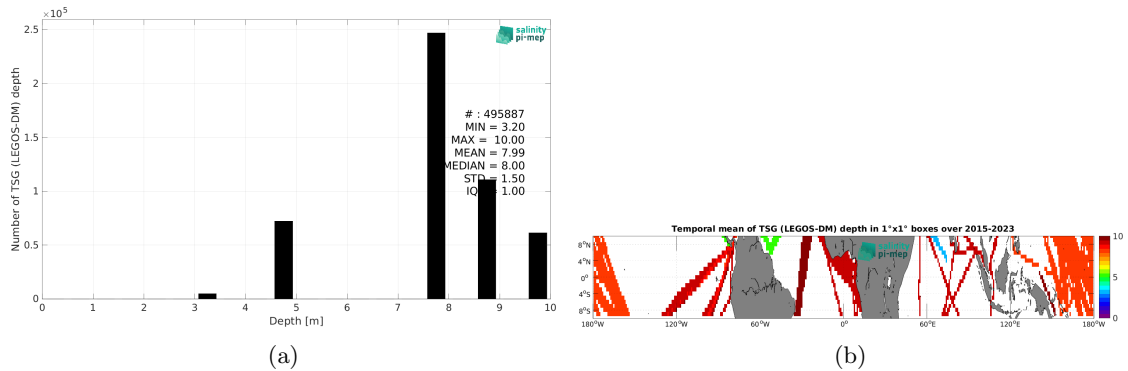 ×10⁵
2.5
2
1.5
1
0.5
0
Number of TSG (LEGOS-DM) depth
salinity
pi-mep
# : 495887
MIN = 3.20
MAX = 10.00
MEAN = 7.99
MEDIAN = 8.00
STD = 1.50
IQ = 1.00
0 1 2 3 4 5 6 7 8 9 10
Depth [m]
(a)
Temporal mean of TSG (LEGOS-DM) depth in 1°x1° boxes over 2015-2023
8°N
4°N
0°
4°S
8°S
salinity
pi-mep
10
5
0
180°W 120°W 60°W 0° 60°E 120°E 180°W
(b)